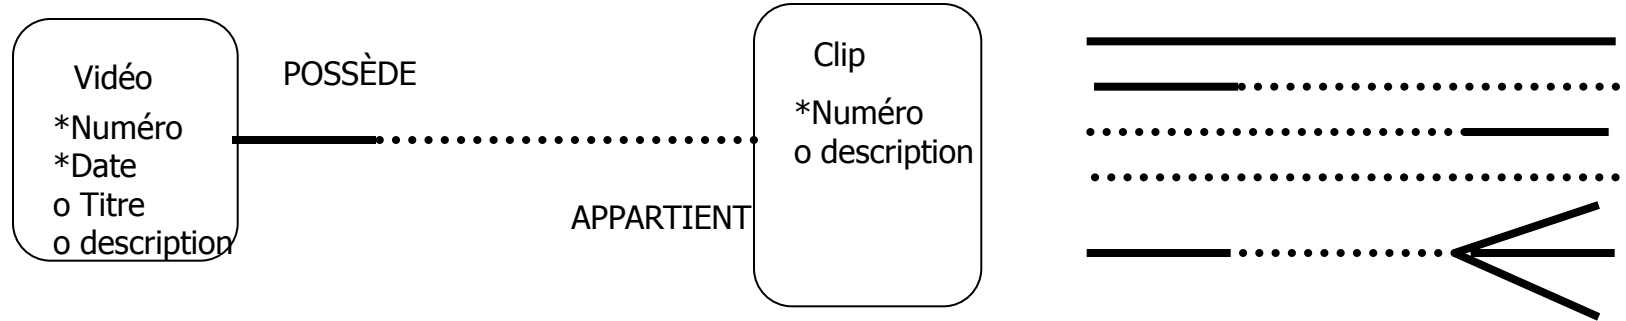 Vidéo
*Numéro
*Date
o Titre
o description
POSSÈDE
APPARTIENT
Clip
*Numéro
o description